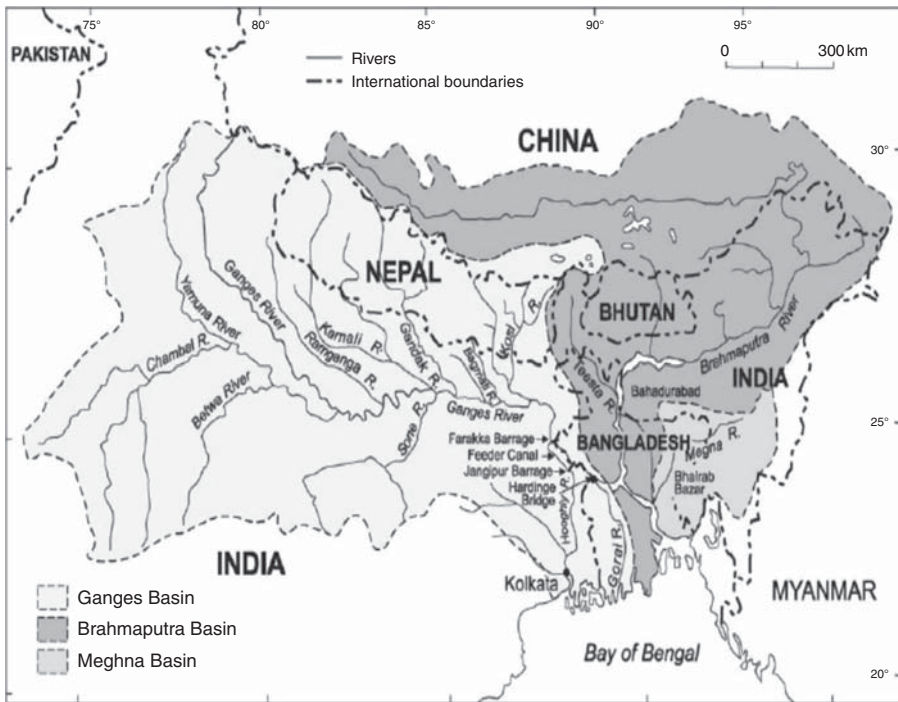 75°
80°
85°
90°
95°
PAKISTAN
Rivers
International boundaries
0
300 km
CHINA
30°
NEPAL
Ganges River
Yamuna River
Karnali R.
Ramganga R.
Gandak R.
Bagmati R.
Kosi R.
BHUTAN
Brahmaputra River
Teesta R.
Bahadurabad
INDIA
Chambal R.
Betwa River
Sone R.
Ganges River
25°
BANGLADESH
Megna R.
Farakka Barrage
Feeder Canal
Jangipur Barrage
Hardinge
Bridge
Bhairab
Bazar
Hooghly R.
Gorai R.
INDIA
Kolkata
MYANMAR
Bay of Bengal
20°
Ganges Basin
Brahmaputra Basin
Meghna Basin